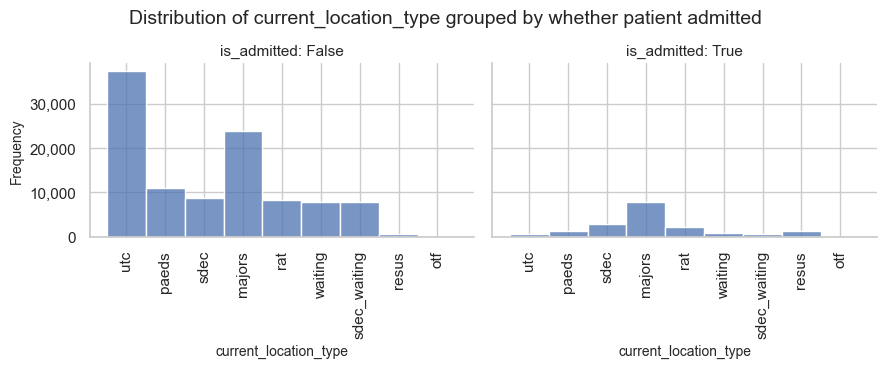 Distribution of current_location_type grouped by whether patient admitted
is_admitted: False
is_admitted: True
Frequency
30,000
20,000
10,000
0
utc
paeds
sdec
majors
rat
waiting
sdec_waiting
resus
otf
current_location_type
utc
paeds
sdec
majors
rat
waiting
sdec_waiting
resus
otf
current_location_type